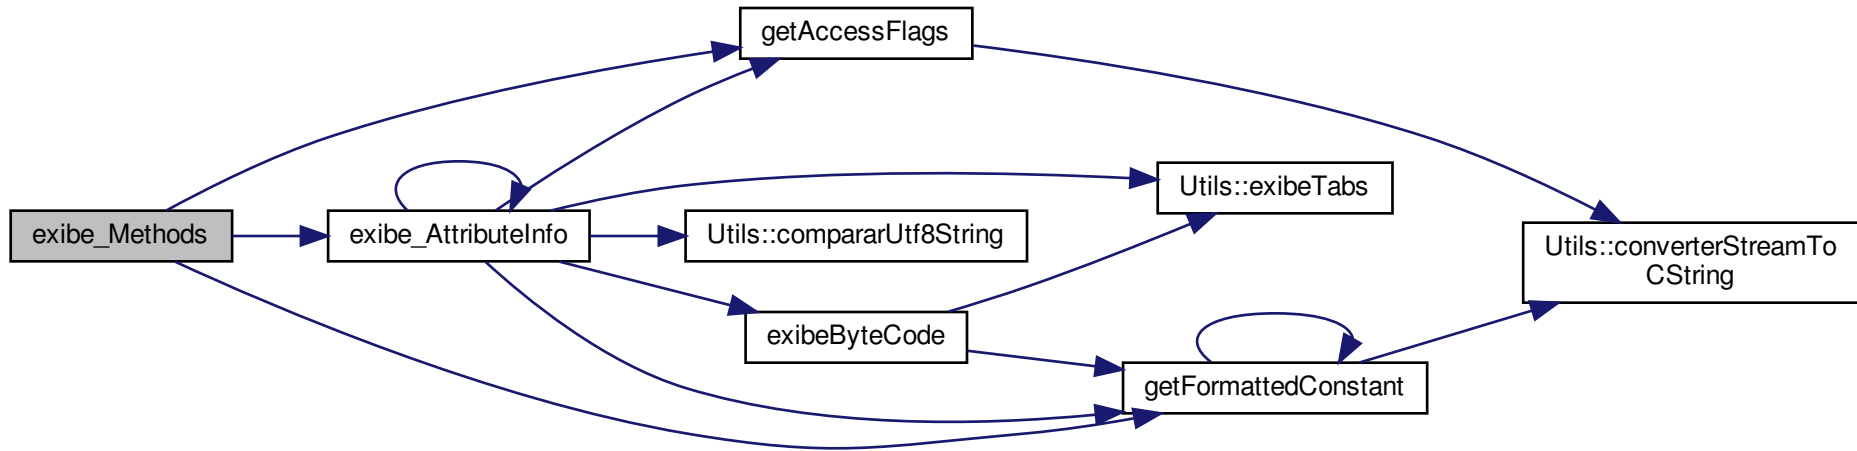 getAccessFlags
Utils::exibeTabs
exibe_Methods
exibe_AttributeInfo
Utils::compararUtf8String
Utils::converterStreamTo
CString
exibeByteCode
getFormattedConstant